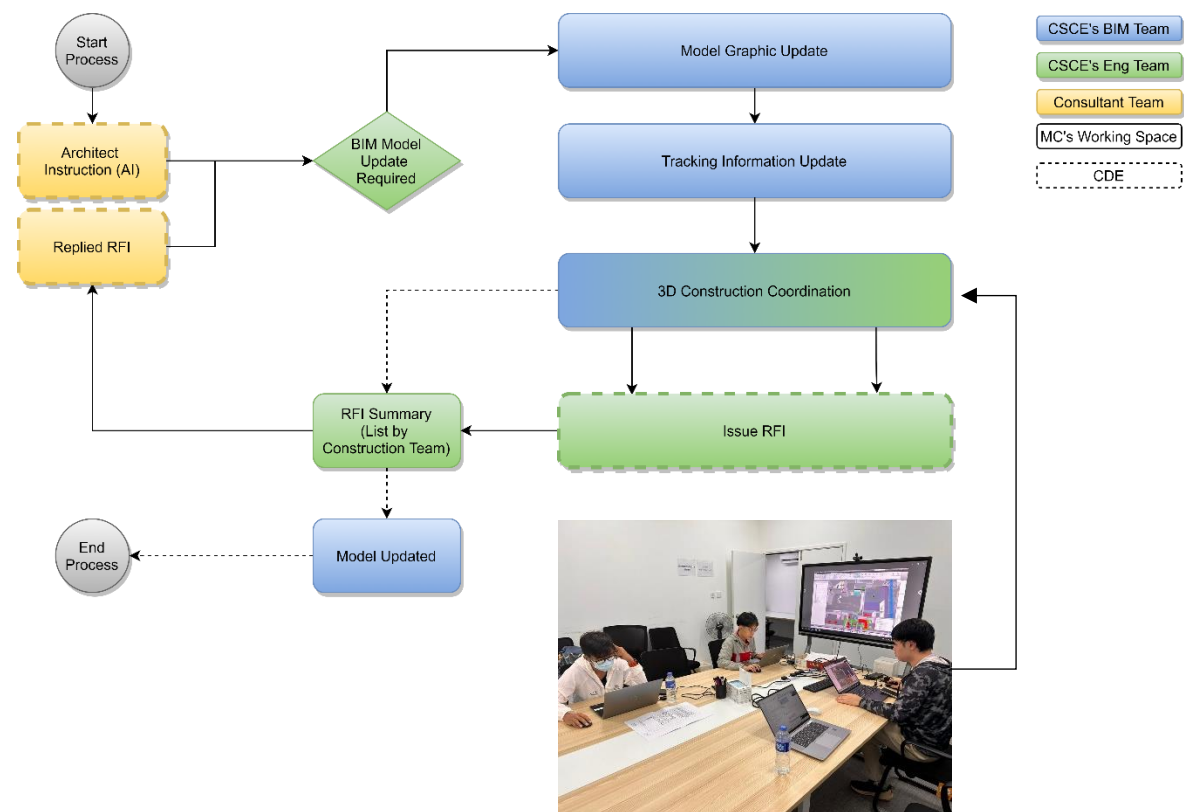 Start
Process
Architect
Instruction (AI)
Replied RFI
BIM Model
Update
Required
Model Graphic Update
Tracking Information Update
3D Construction Coordination
Issue RFI
RFI Summary
(List by
Construction Team)
Model Updated
End
Process
CSCE's BIM Team
CSCE's Eng Team
Consultant Team
MC's Working Space
CDE